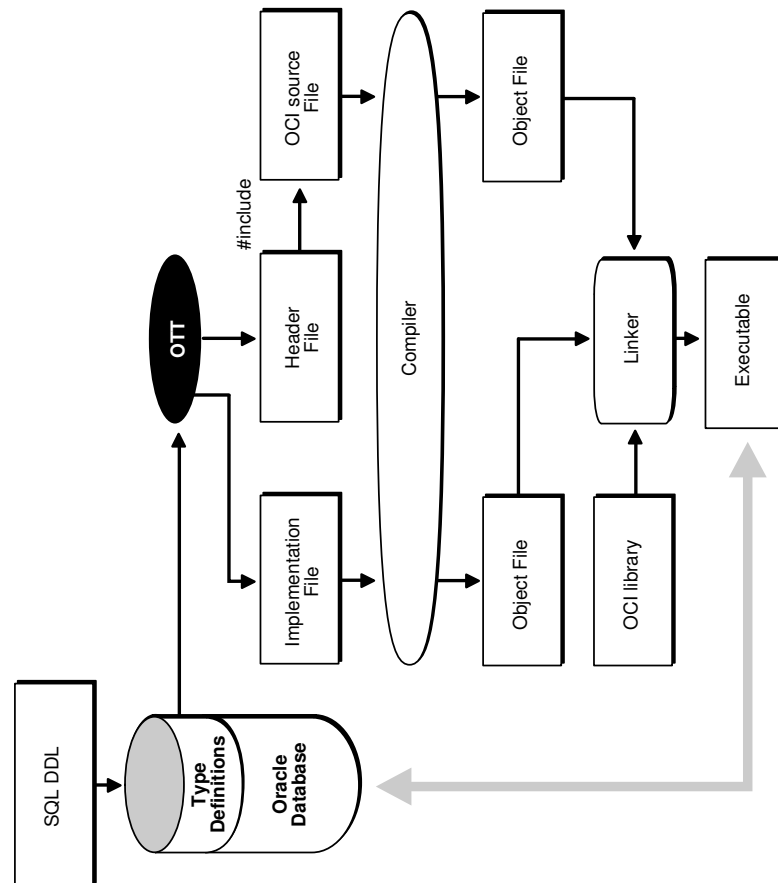 SQL DDL
Type
Definitions
Oracle
Database
OTT
Implementation
File
Header
File
#include
OCI source
File
Compiler
Object File
Object File
OCI library
Linker
Executable